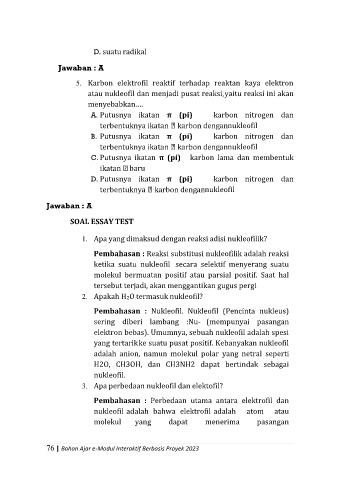 D. suatu radikal
Jawaban : A
5. Karbon elektrofil reaktif terhadap reaktan kaya elektron
atau nukleofil dan menjadi pusat reaksi,yaitu reaksi ini akan
menyebabkan....
A. Putusnya ikatan π (pi) karbon nitrogen dan
terbentuknya ikatan � karbon dengannukleofil
B. Putusnya ikatan π (pi) karbon nitrogen dan
terbentuknya ikatan � karbon dengannukleofil
C. Putusnya ikatan π (pi) karbon lama dan membentuk
ikatan � baru
D. Putusnya ikatan π (pi) karbon nitrogen dan
terbentuknya � karbon dengannukleofil
Jawaban : A
SOAL ESSAY TEST
1. Apa yang dimaksud dengan reaksi adisi nukleofilik?
Pembahasan : Reaksi substitusi nukleofilik adalah reaksi
ketika suatu nukleofil secara selektif menyerang suatu
molekul bermuatan positif atau parsial positif. Saat hal
tersebut terjadi, akan menggantikan gugus pergi
2. Apakah H₂O termasuk nukleofil?
Pembahasan : Nukleofil. Nukleofil (Pencinta nukleus)
sering diberi lambang :Nu- (mempunyai pasangan
elektron bebas). Umumnya, sebuah nukleofil adalah spesi
yang tertarikke suatu pusat positif. Kebanyakan nukleofil
adalah anion, namun molekul polar yang netral seperti
H2O, CH3OH, dan CH3NH2 dapat bertindak sebagai
nukleofil.
3. Apa perbedaan nukleofil dan elektofil?
Pembahasan : Perbedaan utama antara elektrofil dan
nukleofil adalah bahwa elektrofil adalah atom atau
molekul yang dapat menerima pasangan
76 | Bahan Ajar e-Modul Interaktif Berbasis Proyek 2023